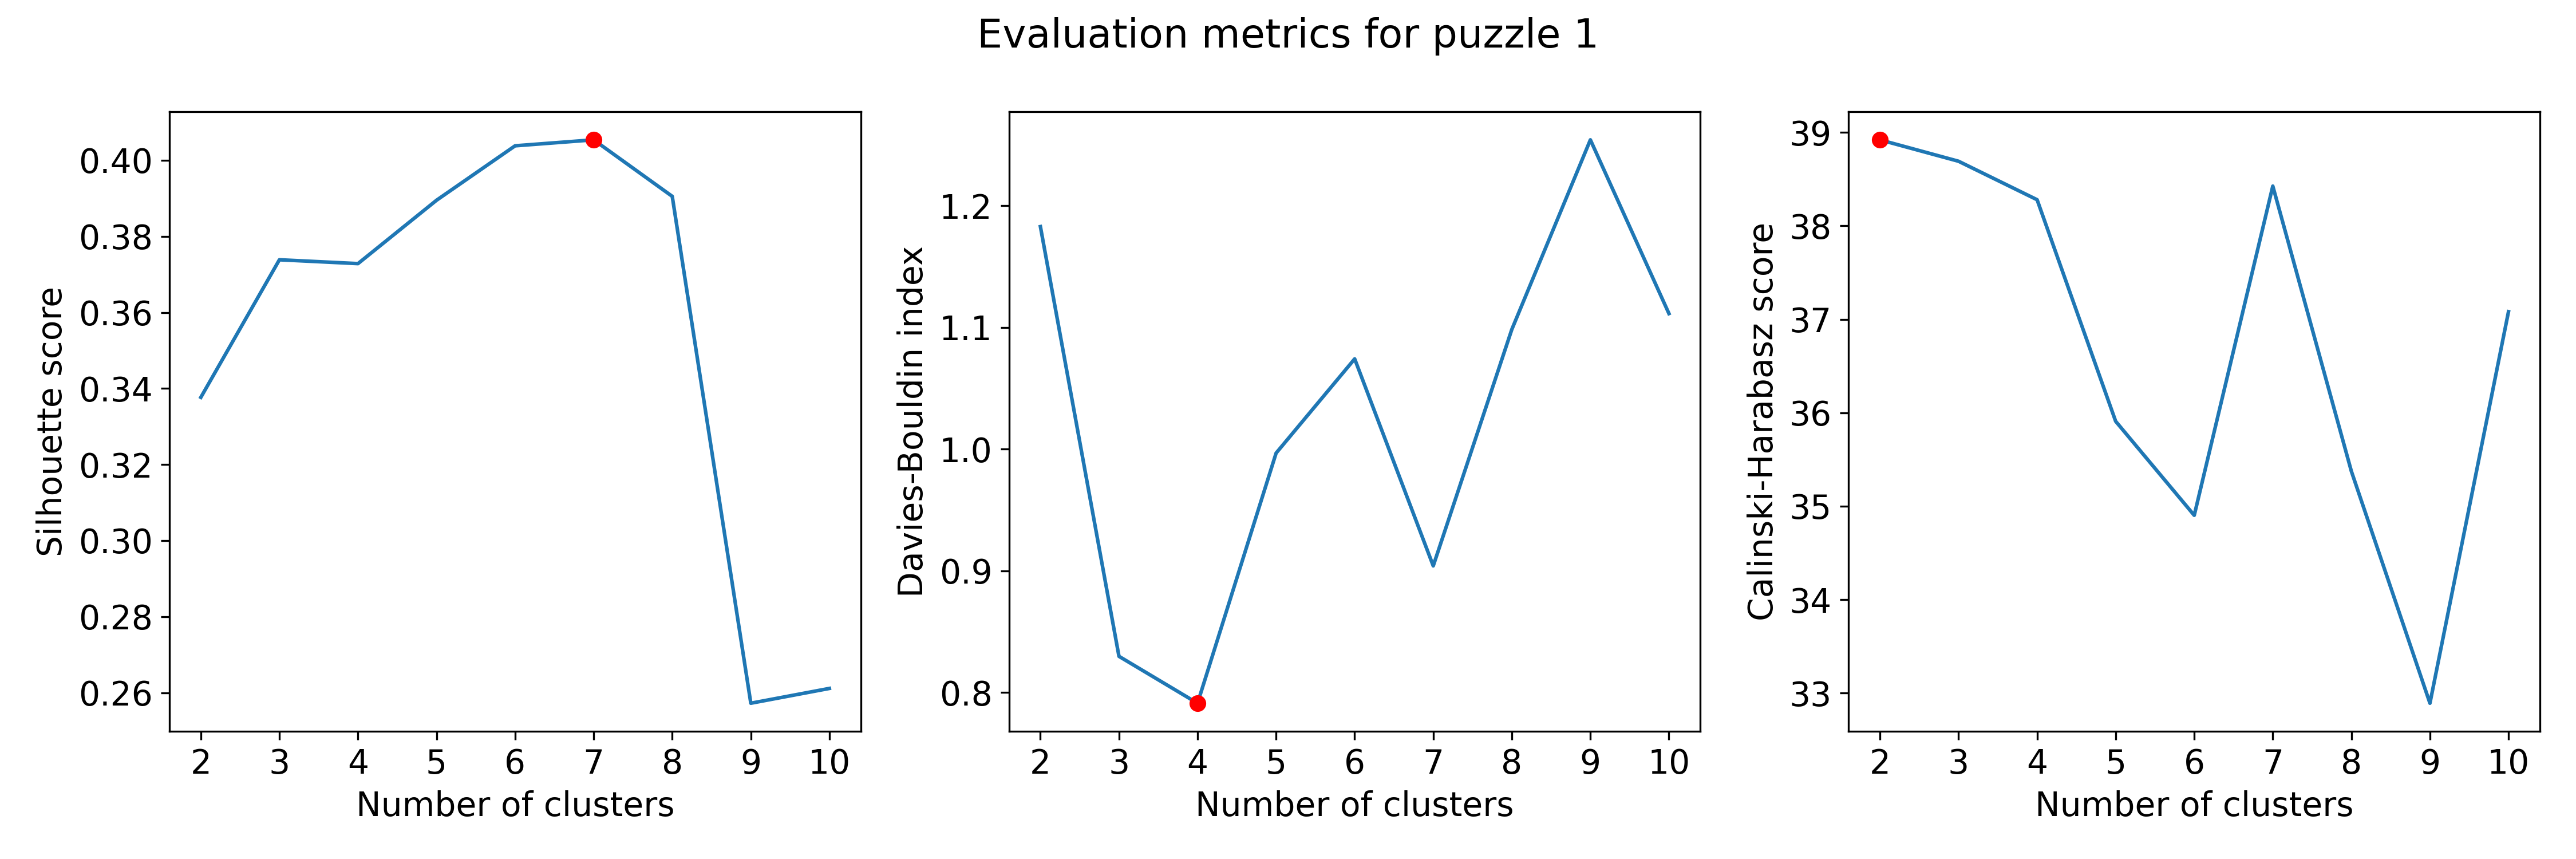 Evaluation metrics for puzzle 1
Silhouette score
0.40
0.38
0.36
0.34
0.32
0.30
0.28
0.26
2 3 4 5 6 7 8 9 10
Number of clusters
Davies-Bouldin index
1.2
1.1
1.0
0.9
0.8
2 3 4 5 6 7 8 9 10
Number of clusters
Calinski-Harabasz score
39
38
37
36
35
34
33
2 3 4 5 6 7 8 9 10
Number of clusters